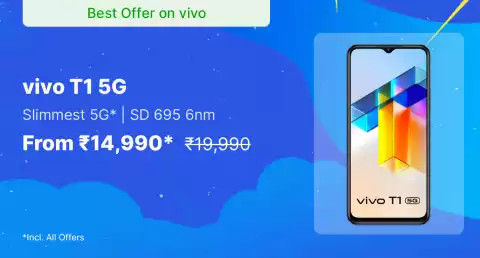 Best Offer on vivo
vivo T1 5G
Slimmest 5G* | SD 695 6nm
From ₹14,990* ₹19,990
vivo T1 5G
*Incl. All Offers